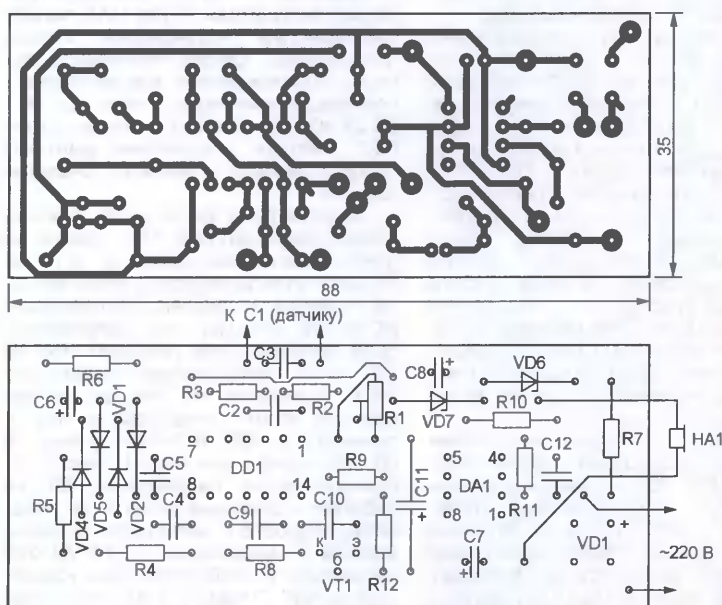 35
88
К С1 (датчику)
R6
C3
C8
VD6
C6
VD1
R3
R2
C2
R1
VD7
R10
R7
HA1
7
1
C5
R9
C11
5
4
C12
DD1
DA1
R5
8
14
8
1
R11
VD4
VD5
VD2
C4
C9
C10
C7
VD1
+
~220 В
R4
R8
к
э
б
VT1
R12